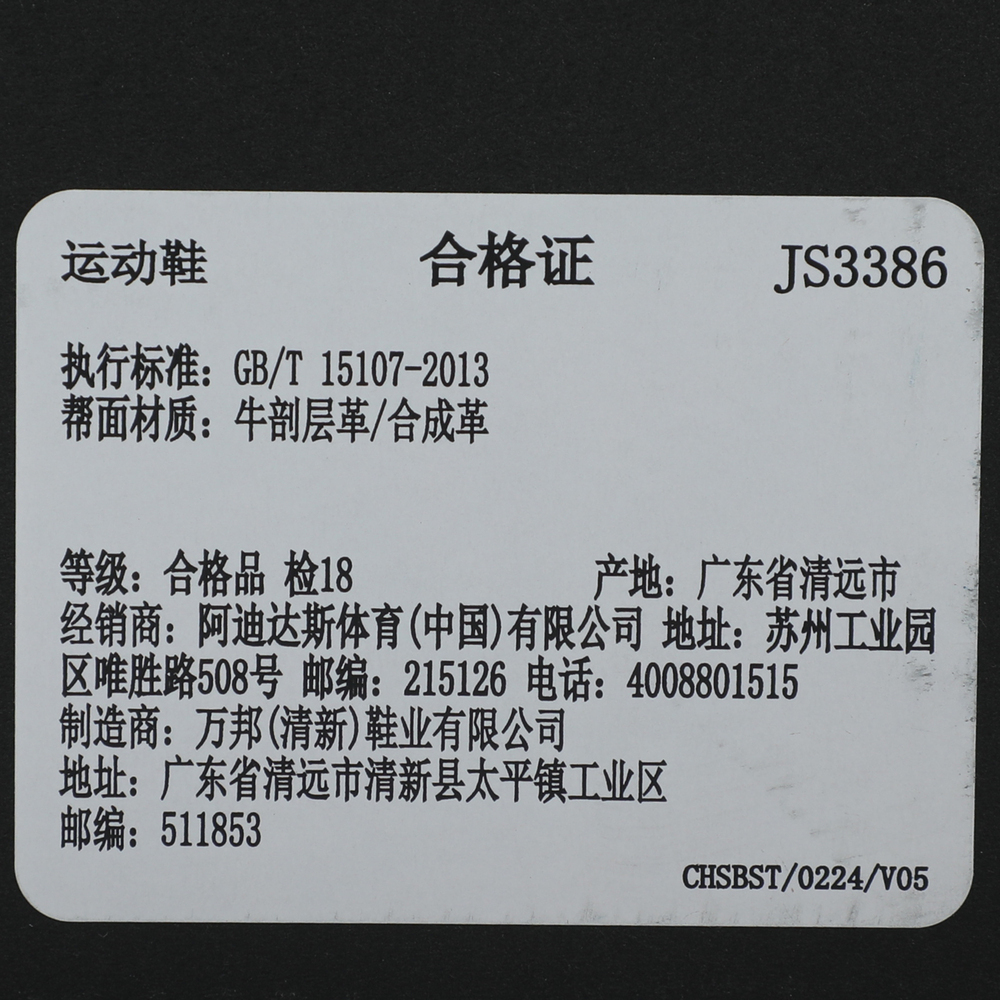 运动鞋 合格证 JS3386
执行标准：GB/T 15107-2013
帮面材质：牛剖层革/合成革
等级：合格品 检18 产地：广东省清远市
经销商：阿迪达斯体育(中国)有限公司 地址：苏州工业园
区唯胜路508号 邮编：215126 电话：4008801515
制造商：万邦(清新)鞋业有限公司
地址：广东省清远市清新县太平镇工业区
邮编：511853
CHSBST/0224/V05